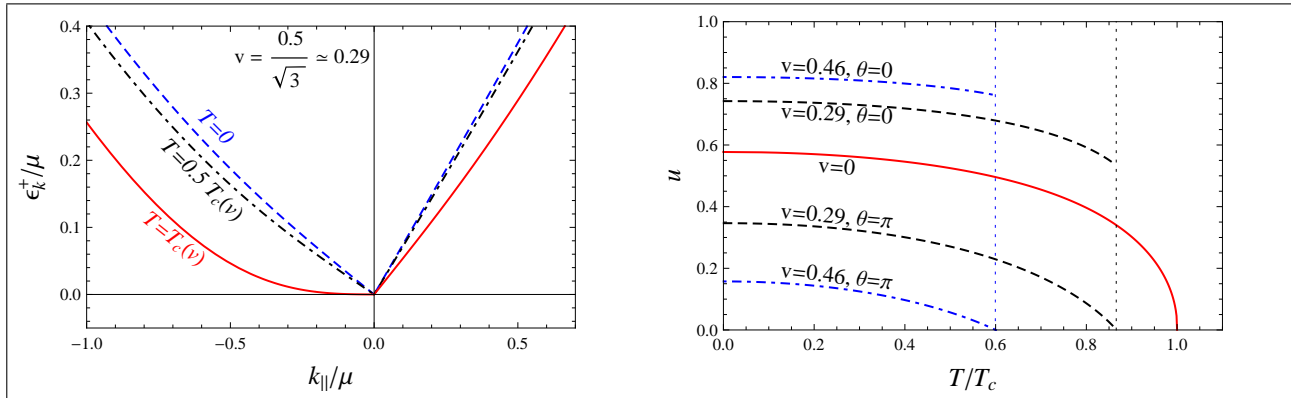 0.4
0.3
0.2
0.1
0.0
ϵ_k^+/μ
v = 0.5/√3 ≃ 0.29
T=0
T=0.5 T_c(v)
T=T_c(v)
−1.0 −0.5 0.0 0.5
k_||/μ
1.0
0.8
0.6
0.4
0.2
0.0
u
v=0.46, θ=0
v=0.29, θ=0
v=0
v=0.29, θ=π
v=0.46, θ=π
0.0 0.2 0.4 0.6 0.8 1.0
T/T_c